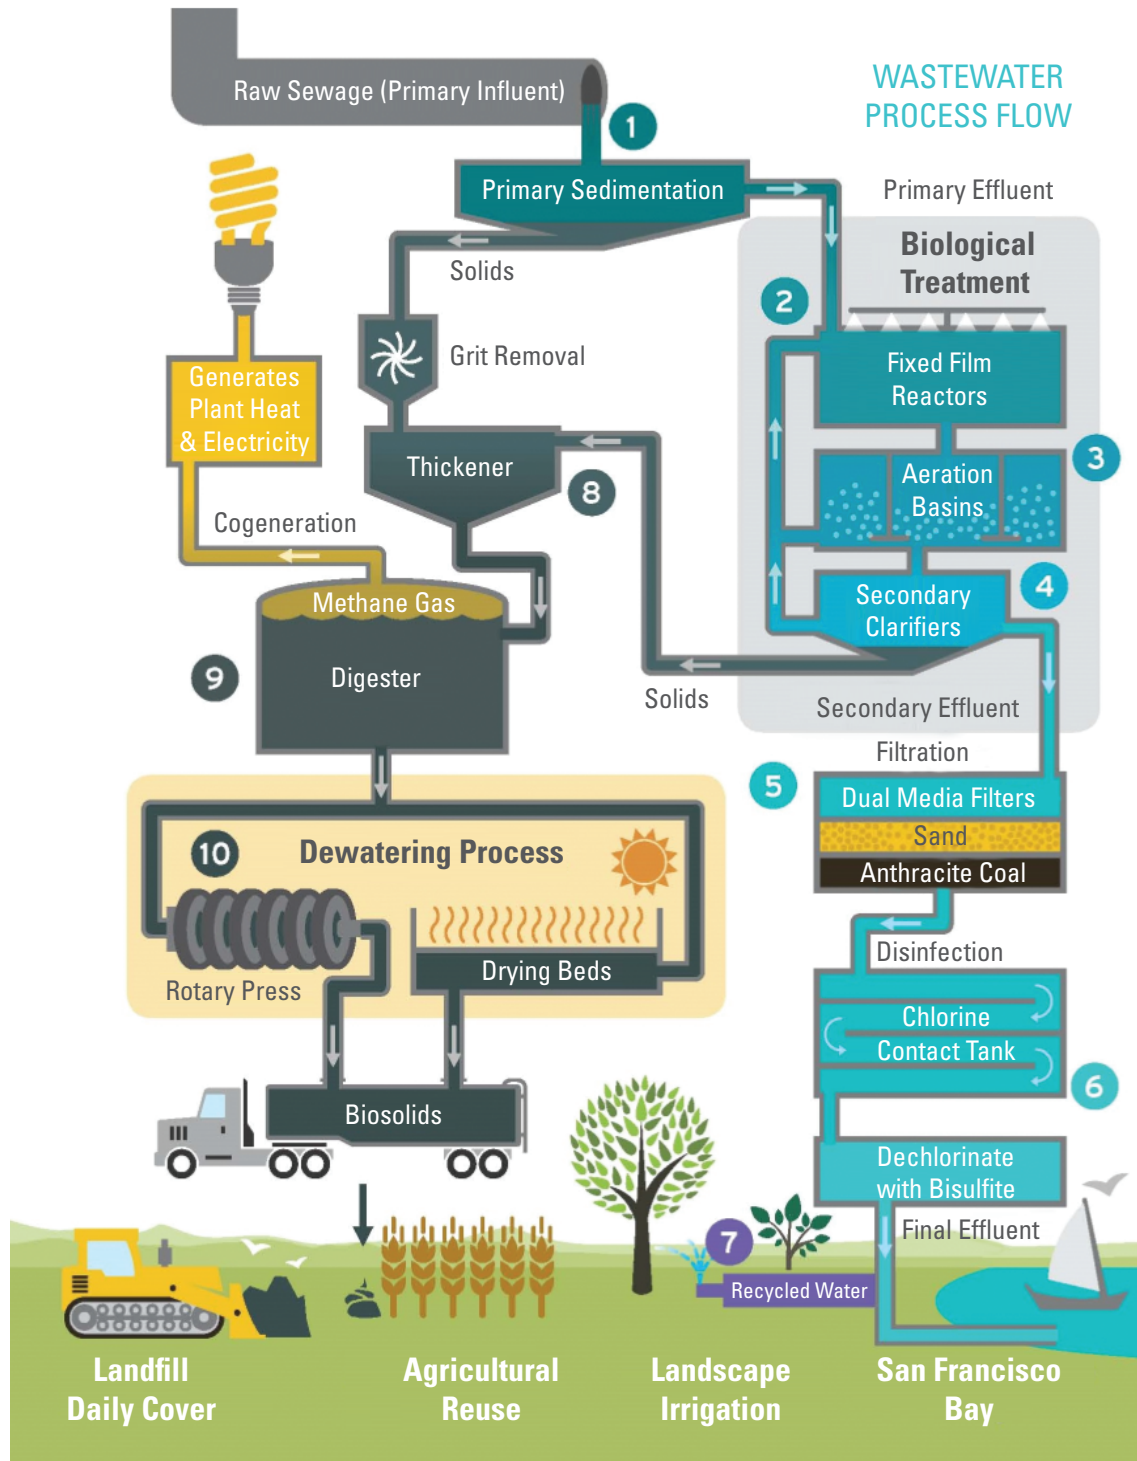 Raw Sewage (Primary Influent)
WASTEWATER
PROCESS FLOW
1
Primary Sedimentation
Primary Effluent
Solids
Biological
Treatment
2
Grit Removal
Fixed Film
Reactors
Generates
Plant Heat
& Electricity
Thickener
8
Aeration
Basins
3
Cogeneration
Methane Gas
Secondary
Clarifiers
4
9
Digester
Solids
Secondary Effluent
Filtration
5
Dual Media Filters
Sand
Anthracite Coal
10
Dewatering Process
Disinfection
Rotary Press
Drying Beds
Chlorine
Contact Tank
6
Biosolids
Dechlorinate
with Bisulfite
Final Effluent
7
Recycled Water
Landfill
Daily Cover
Agricultural
Reuse
Landscape
Irrigation
San Francisco
Bay